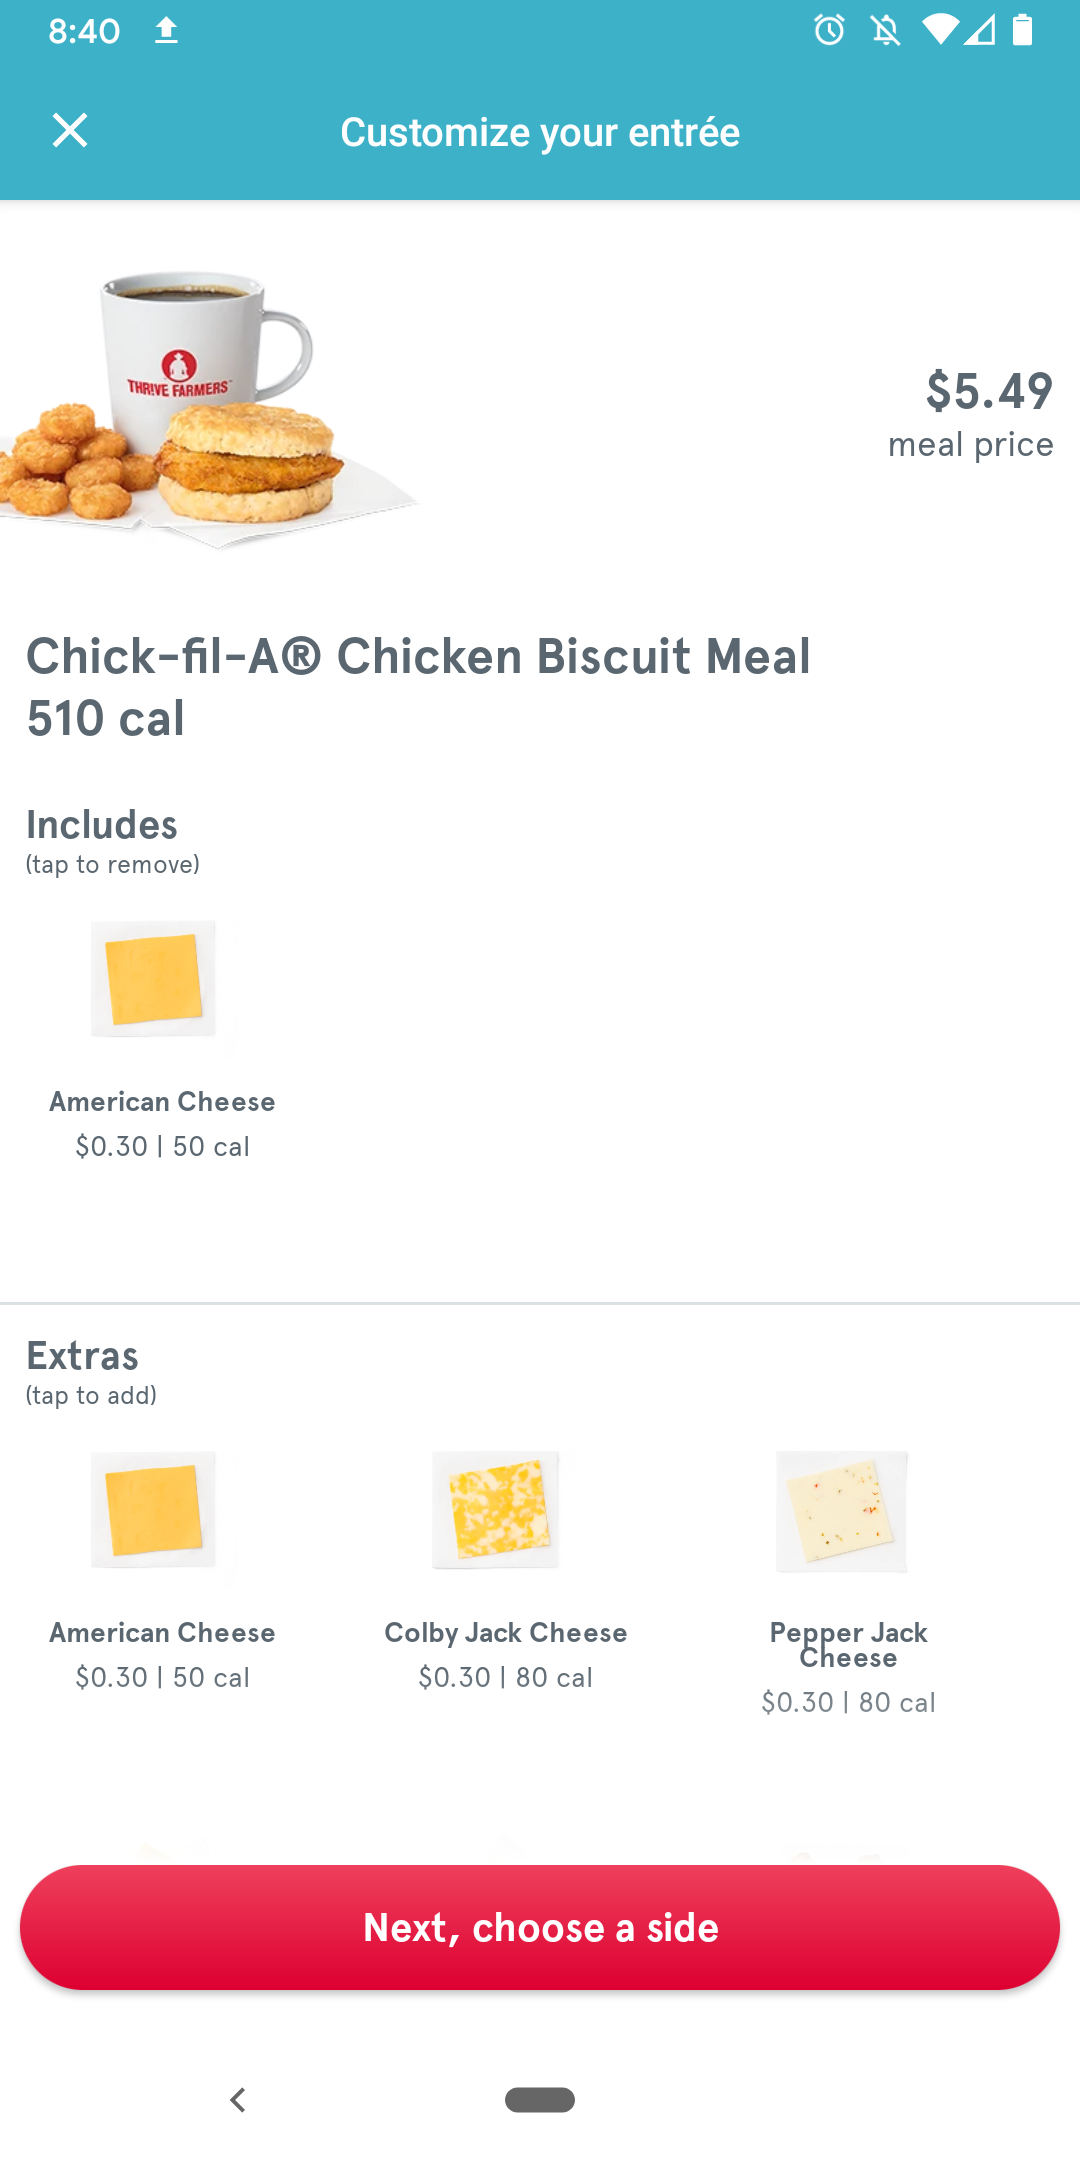 8:40
Customize your entrée
THRIVE FARMERS
$5.49
meal price
Chick-fil-A® Chicken Biscuit Meal
510 cal
Includes
(tap to remove)
American Cheese
$0.30 | 50 cal
Extras
(tap to add)
American Cheese
$0.30 | 50 cal
Colby Jack Cheese
$0.30 | 80 cal
Pepper Jack
Cheese
$0.30 | 80 cal
Next, choose a side